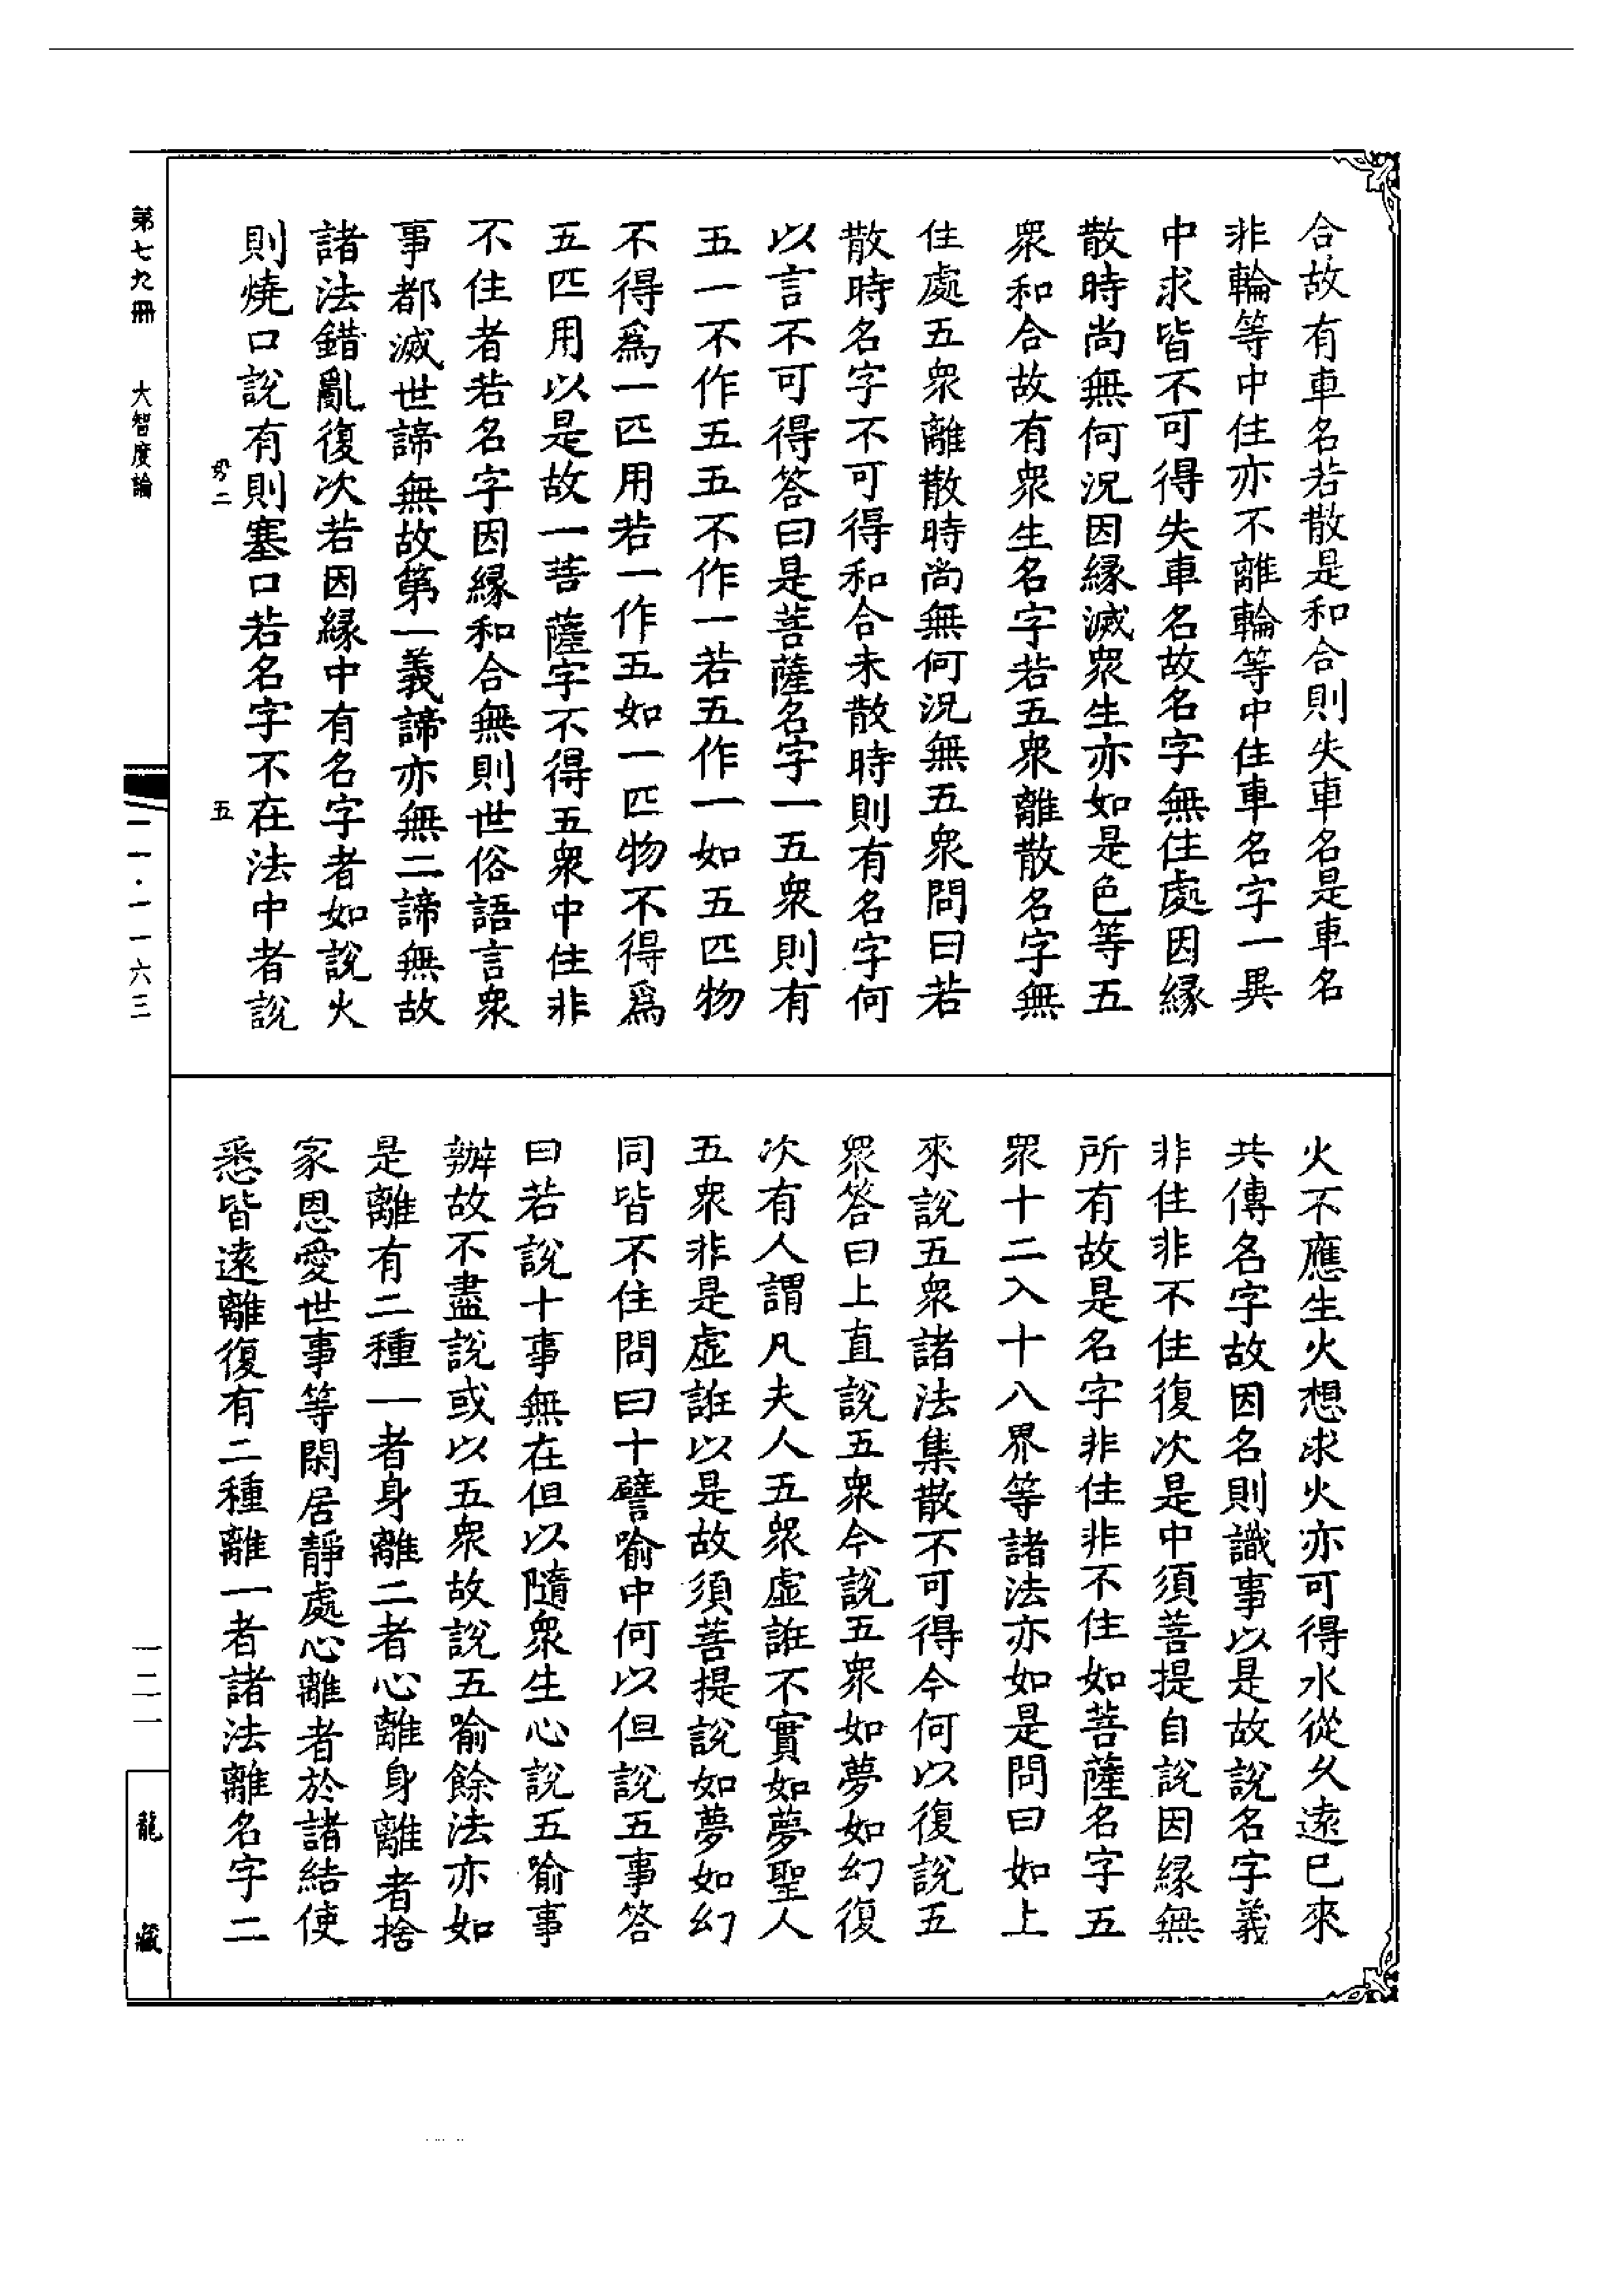 合故有車名若散是和合則失車名是車名
非輪等中住亦不離輪等中住車名字一異
中求皆不可得失車名故名字無住處因緣
散時尚無何況因緣滅眾生亦如是色等五
眾和合故有眾生名字若五眾離散名字無
住處五眾離散時尚無何況無五眾問曰若
散時名字不可得和合未散時則有名字何
以言不可得答曰是菩薩名字一五眾則有
五一不作五五不作一若五作一如五匹物
不得為一匹用若一作五如一匹物不得為
五匹用以是故一菩薩字不得五眾中住非
不住者若名字因緣和合無則世俗語言眾
事都滅世諦無故第一義諦亦無二諦無故
諸法錯亂復次若因緣中有名字者如說火
則燒口說有則塞口若名字不在法中者說
火不應生火想求火亦可得水從久遠已來
共傳名字故因名則識事以是故說名字義
非住非不住復次是中須菩提自說因緣無
所有故是名字非住非不住如菩薩名字五
眾十二入十八界等諸法亦如是問曰如上
來說五眾諸法集散不可得今何以復說五
眾答曰上直說五眾今說五眾如夢如幻復
次有人謂凡夫人五眾虛誑不實如夢聖人
五眾非是虛誑以是故須菩提說如夢如幻
同皆不住問曰十譬喻中何以但說五事答
曰若說十事無在但以隨眾生心說五喻事
辦故不盡說或以五眾故說五喻餘法亦如
是離有二種一者身離二者心離身離者捨
家恩愛世事等閑居靜處心離者於諸結使
悉皆遠離復有二種離一者諸法離名字二
第七九冊 大智度論
二一·一一六三
五
一二一
龍藏